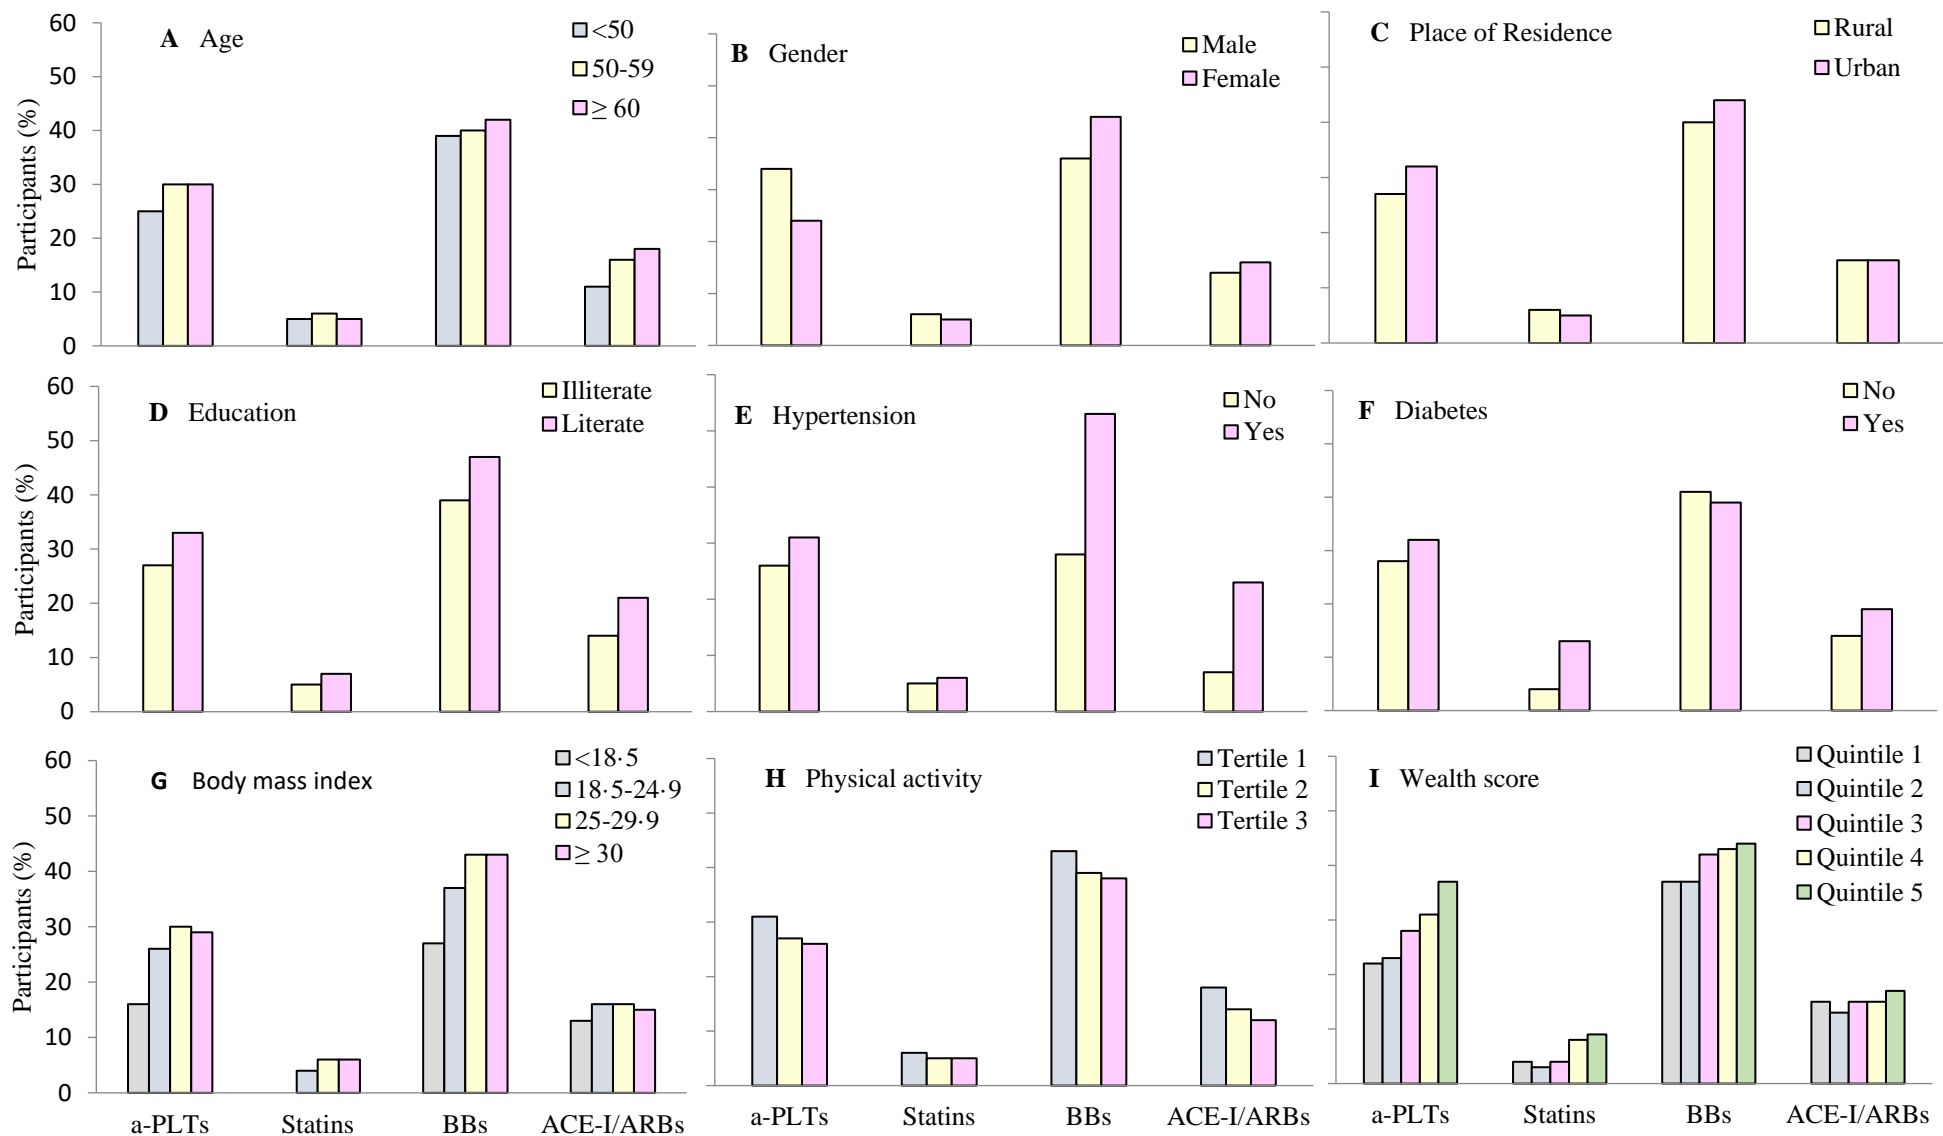 A Age
<50
50-59
≥ 60
Participants (%)
60
50
40
30
20
10
0
B Gender
Male
Female
C Place of Residence
Rural
Urban
D Education
Illiterate
Literate
Participants (%)
60
50
40
30
20
10
0
E Hypertension
No
Yes
F Diabetes
No
Yes
G Body mass index
<18·5
18·5-24·9
25-29·9
≥ 30
Participants (%)
60
50
40
30
20
10
0
a-PLTs Statins BBs ACE-I/ARBs
H Physical activity
Tertile 1
Tertile 2
Tertile 3
a-PLTs Statins BBs ACE-I/ARBs
I Wealth score
Quintile 1
Quintile 2
Quintile 3
Quintile 4
Quintile 5
a-PLTs Statins BBs ACE-I/ARBs